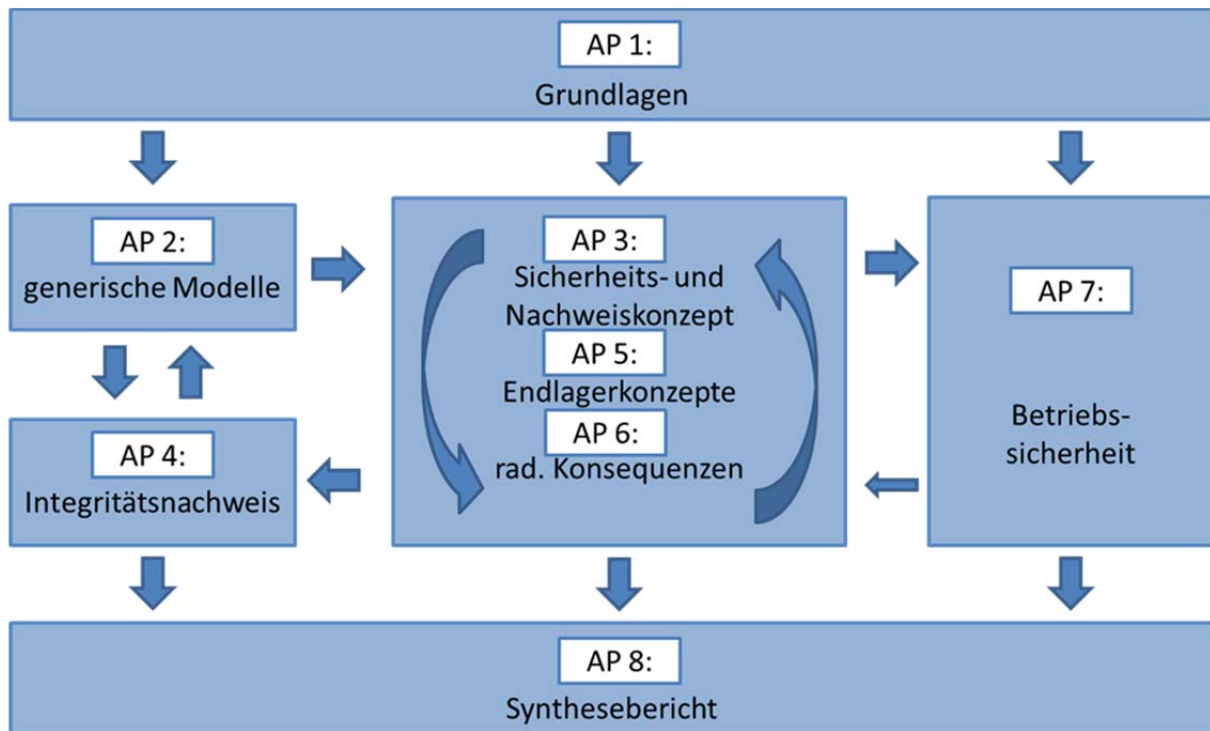 AP 1:
Grundlagen
AP 2:
generische Modelle
AP 3:
Sicherheits- und
Nachweiskonzept
AP 5:
Endlagerkonzepte
AP 6:
rad. Konsequenzen
AP 7:
Betriebs-
sicherheit
AP 4:
Integritätsnachweis
AP 8:
Synthesebericht